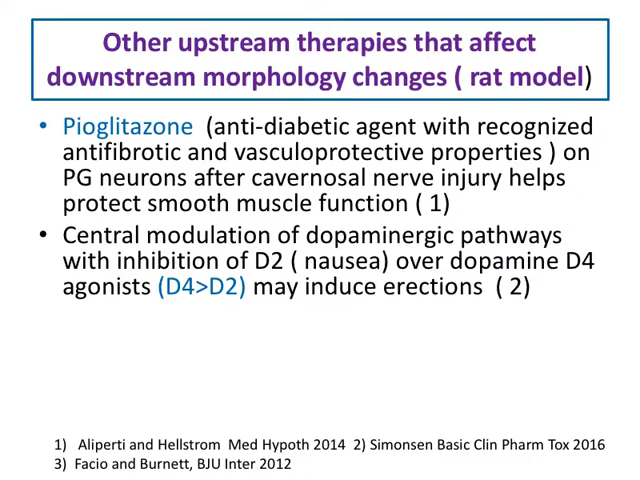 Other upstream therapies that affect
downstream morphology changes ( rat model)
• Pioglitazone (anti-diabetic agent with recognized
antifibrotic and vasculoprotective properties ) on
PG neurons after cavernosal nerve injury helps
protect smooth muscle function ( 1)
• Central modulation of dopaminergic pathways
with inhibition of D2 ( nausea) over dopamine D4
agonists (D4>D2) may induce erections ( 2)
1) Aliperti and Hellstrom Med Hypoth 2014 2) Simonsen Basic Clin Pharm Tox 2016
3) Facio and Burnett, BJU Inter 2012